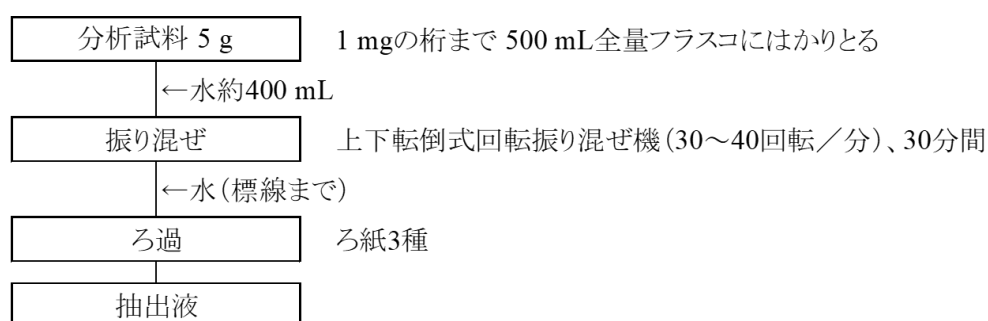 分析試料 5 g　1 mgの桁まで 500 mL全量フラスコにはかりとる
←水約400 mL
振り混ぜ　上下転倒式回転振り混ぜ機(30～40回転／分)、30分間
←水(標線まで)
ろ過　ろ紙3種
抽出液